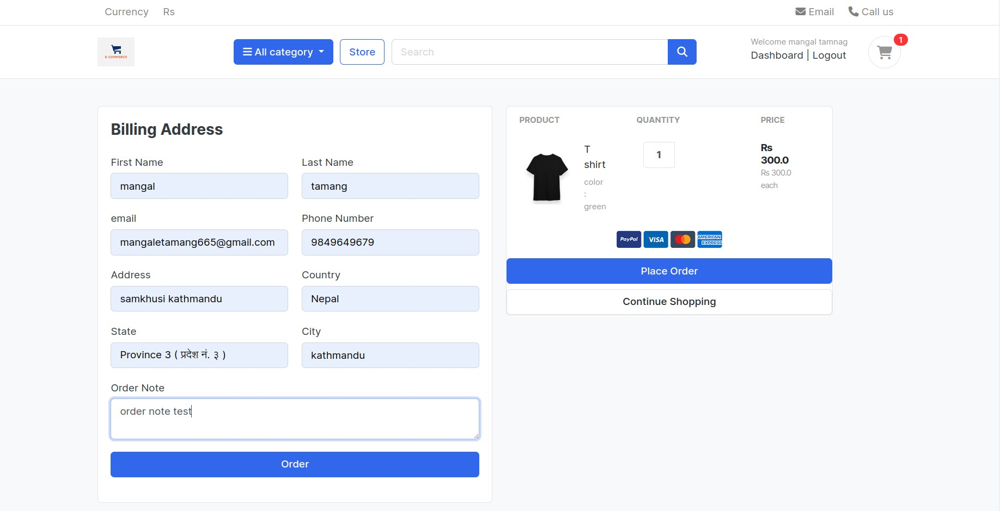 Currency Rs Email Call us
E-COMMERCE
All category Store Search
Welcome mangal tamnag
Dashboard | Logout
1
Billing Address
First Name Last Name
mangal tamang
email Phone Number
mangaletamang665@gmail.com 9849649679
Address Country
samkhusi kathmandu Nepal
State City
Province 3 ( प्रदेश नं. ३ ) kathmandu
Order Note
order note test
Order
PRODUCT QUANTITY PRICE
T
shirt
color
:
green
1
Rs
300.0
Rs 300.0
each
PayPal VISA AMERICAN
EXPRESS
Place Order
Continue Shopping